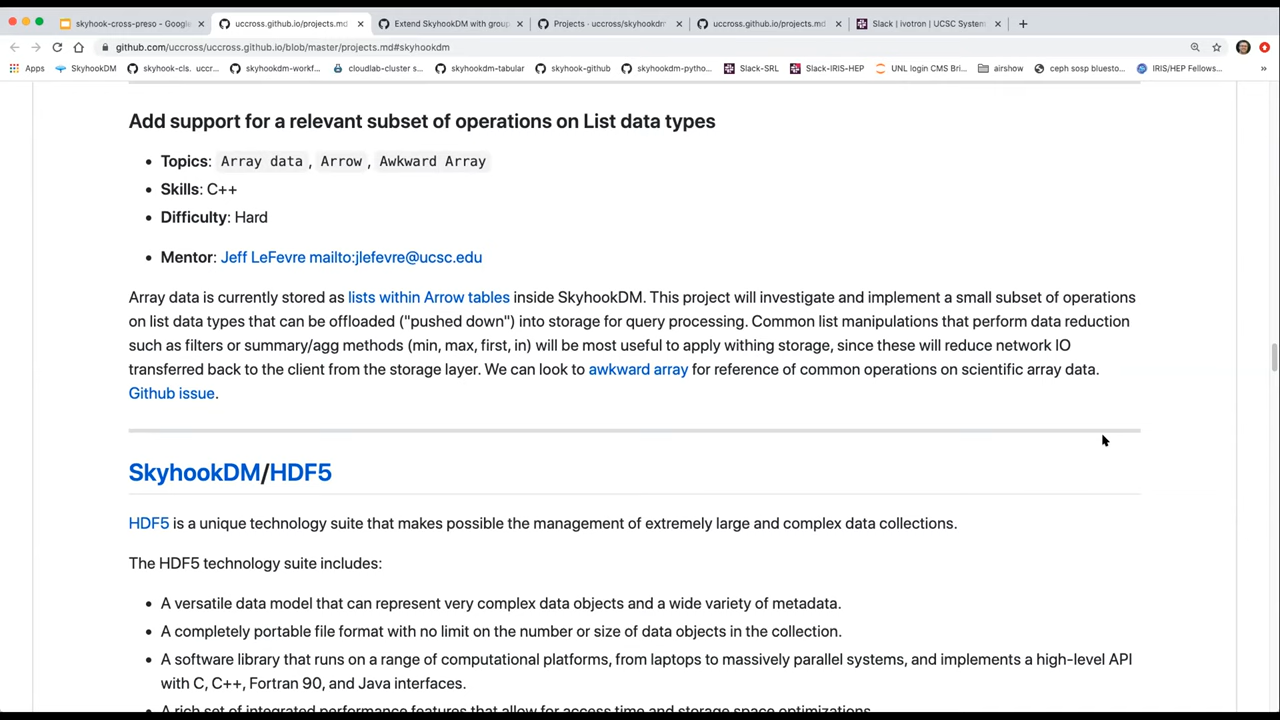 skyhook-cross-preso - Google
uccross.github.io/projects.md
Extend SkyhookDM with group
Projects · uccross/skyhookdm
uccross.github.io/projects.md
Slack | ivotron | UCSC System
github.com/uccross/uccross.github.io/blob/master/projects.md#skyhookdm
Apps
SkyhookDM
skyhook-cls. uccr...
skyhookdm-workf...
cloudlab-cluster s...
skyhookdm-tabular
skyhook-github
skyhookdm-pytho...
Slack-SRL
Slack-IRIS-HEP
UNL login CMS Bri...
airshow
ceph sosp bluesto...
IRIS/HEP Fellows...
»
Add support for a relevant subset of operations on List data types
• Topics: Array data , Arrow , Awkward Array
• Skills: C++
• Difficulty: Hard
• Mentor: Jeff LeFevre mailto:jlefevre@ucsc.edu
Array data is currently stored as lists within Arrow tables inside SkyhookDM. This project will investigate and implement a small subset of operations
on list data types that can be offloaded ("pushed down") into storage for query processing. Common list manipulations that perform data reduction
such as filters or summary/agg methods (min, max, first, in) will be most useful to apply withing storage, since these will reduce network IO
transferred back to the client from the storage layer. We can look to awkward array for reference of common operations on scientific array data.
Github issue.
SkyhookDM/HDF5
HDF5 is a unique technology suite that makes possible the management of extremely large and complex data collections.
The HDF5 technology suite includes:
• A versatile data model that can represent very complex data objects and a wide variety of metadata.
• A completely portable file format with no limit on the number or size of data objects in the collection.
• A software library that runs on a range of computational platforms, from laptops to massively parallel systems, and implements a high-level API
with C, C++, Fortran 90, and Java interfaces.
• A rich set of integrated performance features that allow for access time and storage space optimizations.